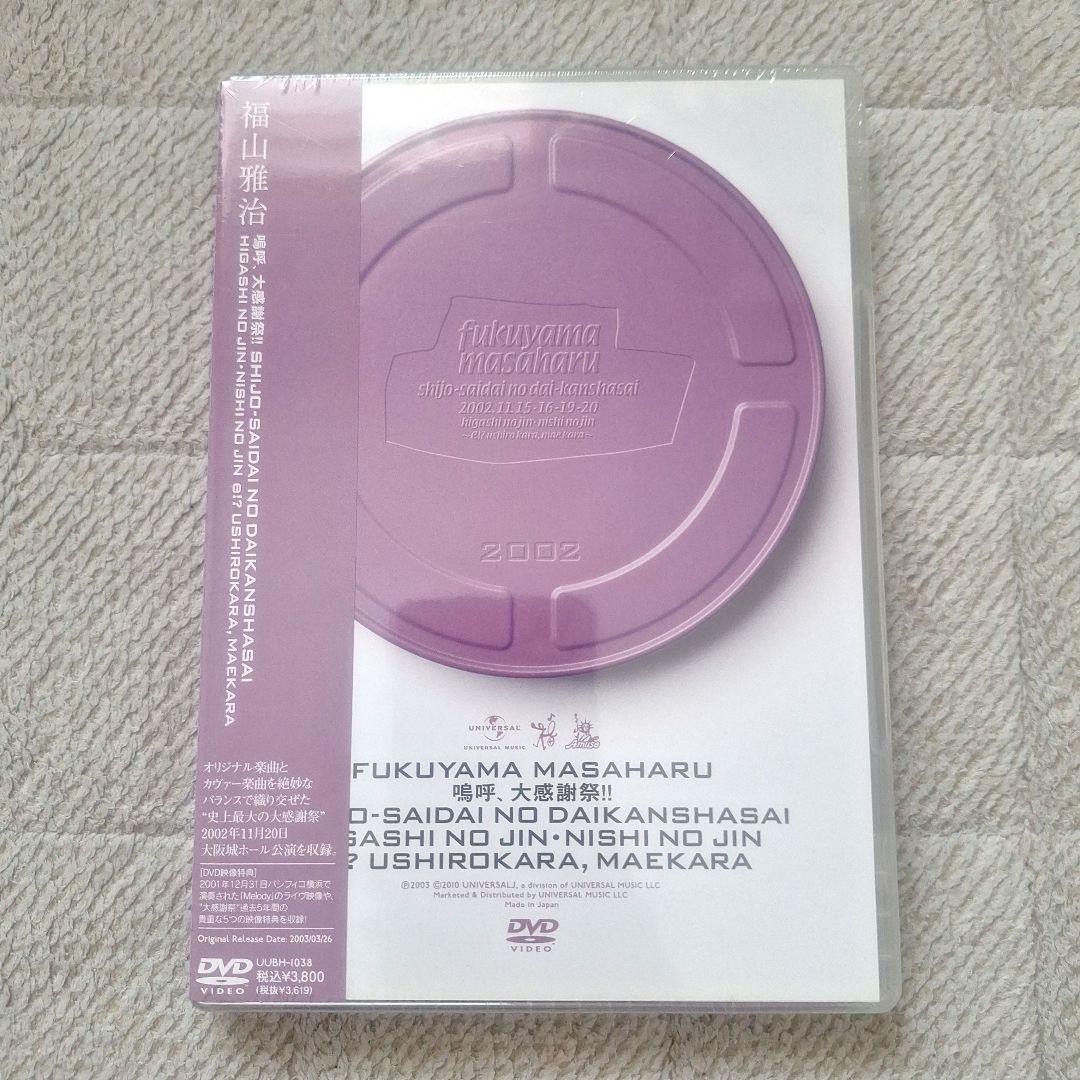 福山雅治
嗚呼、大感謝祭!! SHIJO-SAIDAI NO DAIKANSHASAI
HIGASHI NO JIN・NISHI NO JIN e!? USHIROKARA, MAEKARA
オリジナル楽曲と
カヴァー楽曲を絶妙な
バランスで織り交ぜた
“史上最大の大感謝祭”
2002年11月20日
大阪城ホール公演を収録。
[DVD映像特典]
2001年12月31日パシフィコ横浜で
演奏された「Melody」のライヴ映像や、
“大感謝祭”過去5年間の
貴重な5つの映像特典を収録!
Original Release Date: 2003/03/26
DVD
VIDEO
UUBH-1038
税込¥3,800
(税抜¥3,619)
fukuyama
masaharu
shijo-saidai no dai-kanshasai
2002.11.15-16-19-20
higashi no jin・nishi no jin
~e!? ushirokara, maekara~
2002
UNIVERSAL
UNIVERSAL MUSIC
福
Amuse
FUKUYAMA MASAHARU
嗚呼、大感謝祭!!
O-SAIDAI NO DAIKANSHASAI
GASHI NO JIN・NISHI NO JIN
!? USHIROKARA, MAEKARA
Ⓟ2003 Ⓒ2010 UNIVERSAL J, a division of UNIVERSAL MUSIC LLC
Marketed & Distributed by UNIVERSAL MUSIC LLC
Made in Japan
DVD
VIDEO